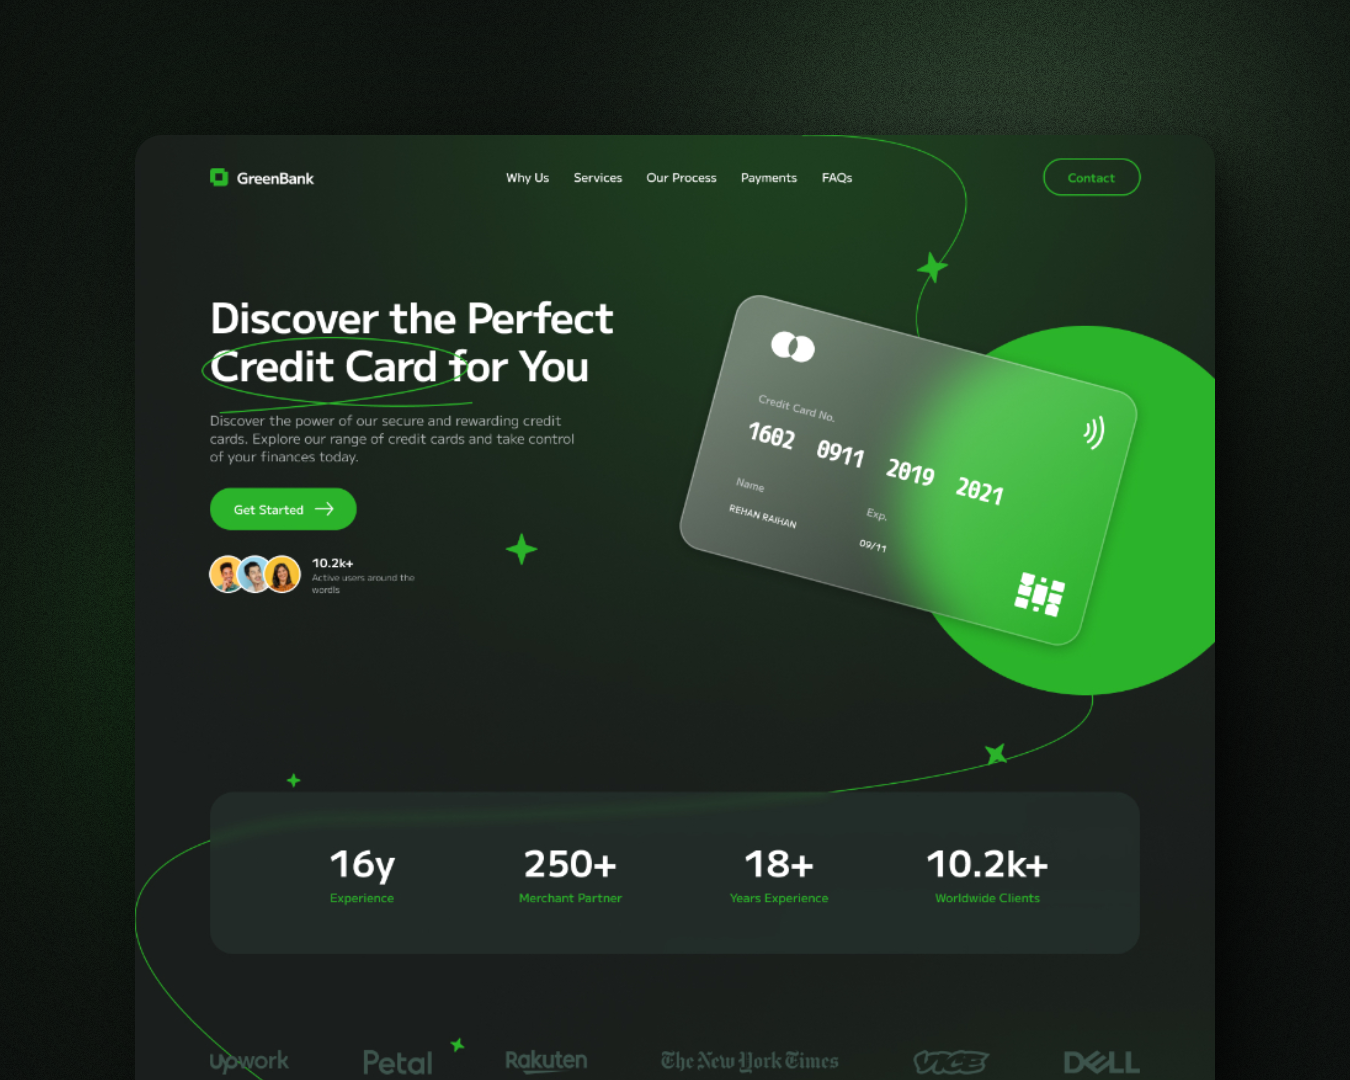 GreenBank
Why Us
Services
Our Process
Payments
FAQs
Contact
Discover the Perfect
Credit Card for You
Discover the power of our secure and rewarding credit
cards. Explore our range of credit cards and take control
of your finances today.
Get Started
10.2k+
Active users around the
wordls
Credit Card No.
1602 0911 2019 2021
Name
REHAN RAIHAN
Exp.
09/11
16y
Experience
250+
Merchant Partner
18+
Years Experience
10.2k+
Worldwide Clients
upwork
Petal
Rakuten
The New York Times
VICE
DELL